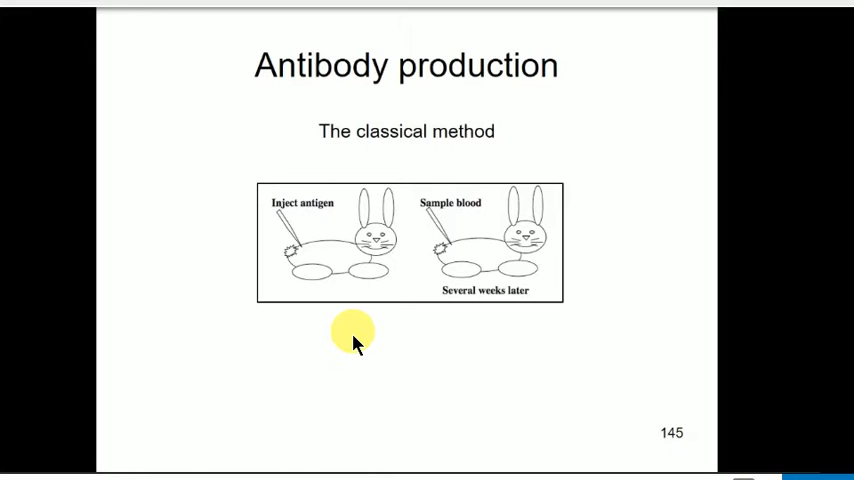 Antibody production
The classical method
Inject antigen
Sample blood
Several weeks later
145